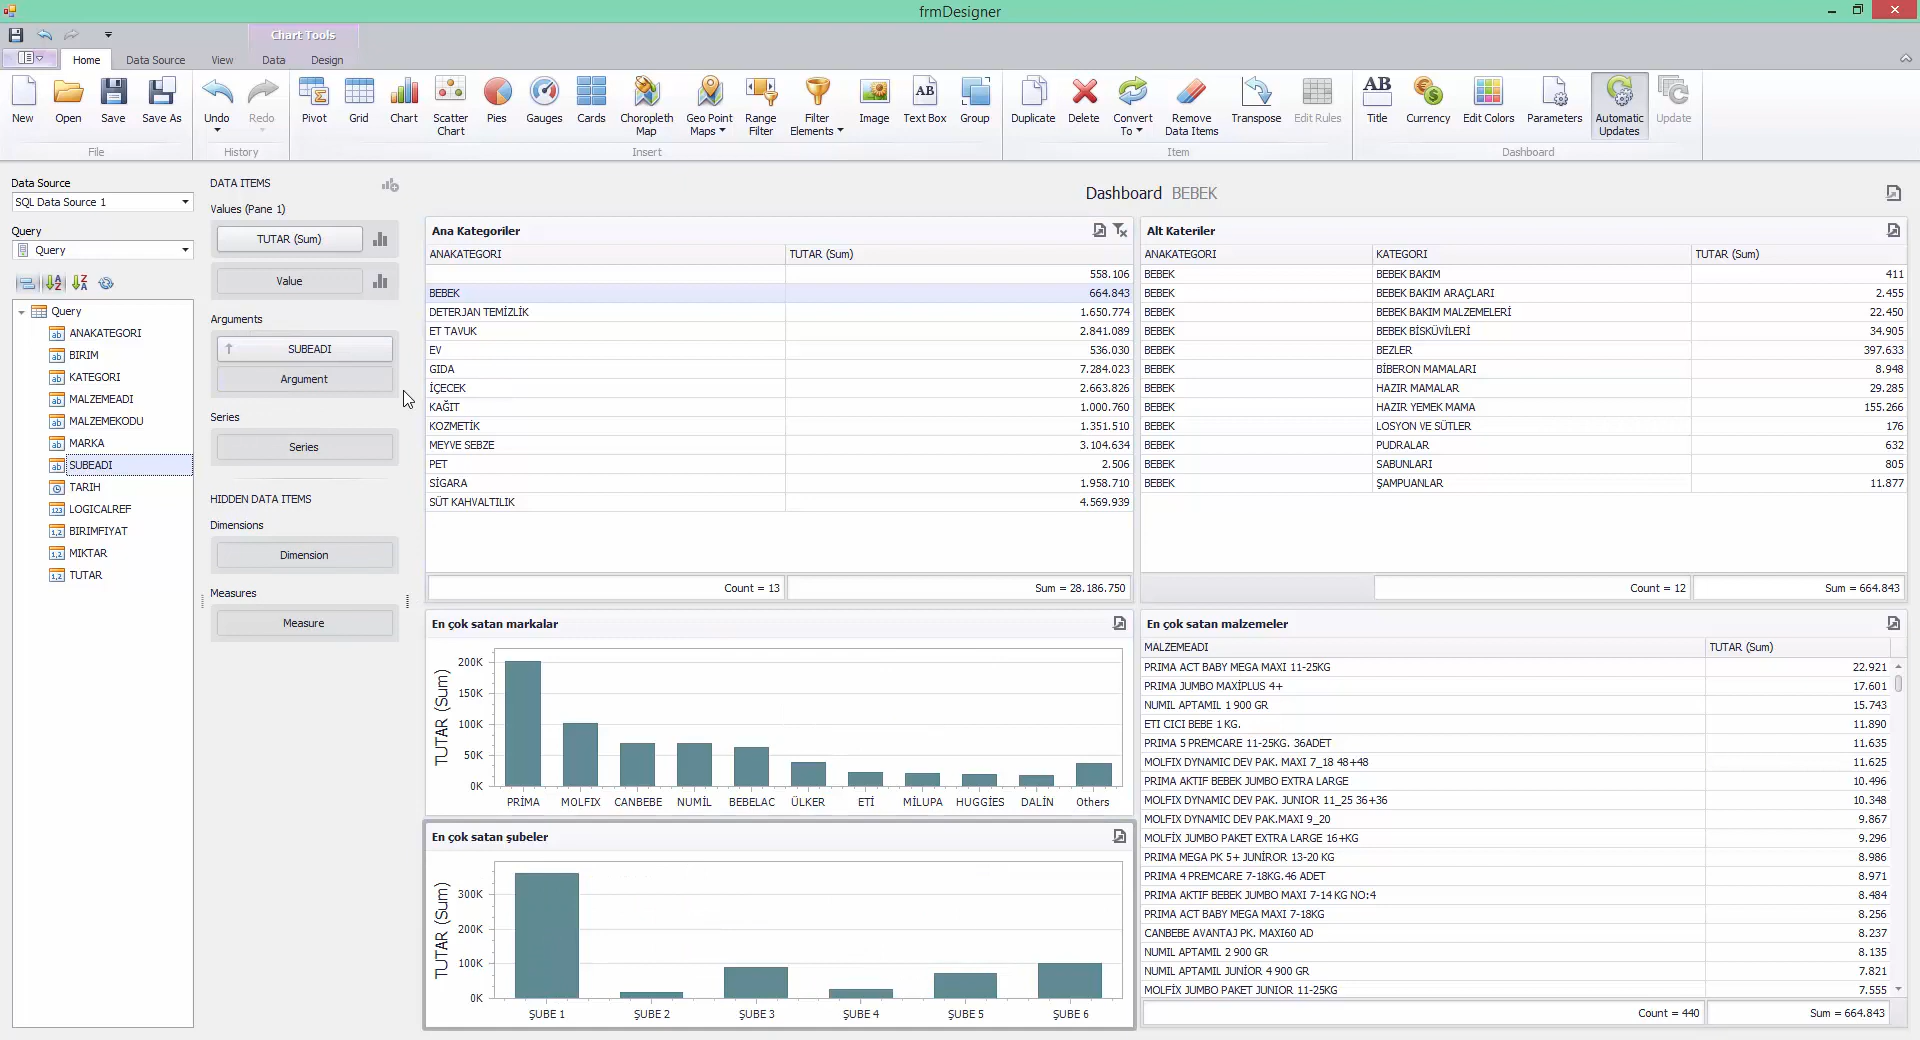 frmDesigner
Chart Tools
Home Data Source View Data Design
New Open Save Save As Undo Redo Pivot Grid Chart Scatter Chart Pies Gauges Cards Choropleth Map Geo Point Maps Range Filter Filter Elements Image Text Box Group Duplicate Delete Convert To Remove Data Items Transpose Edit Rules Title Currency Edit Colors Parameters Automatic Updates Update
File History Insert Item Dashboard
Data Source
SQL Data Source 1
Query
Query
Query
ANAKATEGORI
BIRIM
KATEGORI
MALZEMEADI
MALZEMEKODU
MARKA
SUBEADI
TARIH
LOGICALREF
BIRIMFIYAT
MIKTAR
TUTAR
DATA ITEMS
Values (Pane 1)
TUTAR (Sum)
Value
Arguments
SUBEADI
Argument
Series
Series
HIDDEN DATA ITEMS
Dimensions
Dimension
Measures
Measure
Dashboard BEBEK
Ana Kategoriler
ANAKATEGORI TUTAR (Sum)
558.106
BEBEK 664.843
DETERJAN TEMİZLİK 1.650.774
ET TAVUK 2.841.089
EV 536.030
GIDA 7.284.023
İÇECEK 2.663.826
KAĞIT 1.000.760
KOZMETİK 1.351.510
MEYVE SEBZE 3.104.634
PET 2.506
SİGARA 1.958.710
SÜT KAHVALTILIK 4.569.939
Count = 13 Sum = 28.186.750
Alt Kateriler
ANAKATEGORI KATEGORI TUTAR (Sum)
BEBEK BEBEK BAKIM 411
BEBEK BEBEK BAKIM ARAÇLARI 2.455
BEBEK BEBEK BAKIM MALZEMELERİ 22.450
BEBEK BEBEK BİSKÜVİLERİ 34.905
BEBEK BEZLER 397.633
BEBEK BİBERON MAMALARI 8.948
BEBEK HAZIR MAMALAR 29.285
BEBEK HAZIR YEMEK MAMA 155.266
BEBEK LOSYON VE SÜTLER 176
BEBEK PUDRALAR 632
BEBEK SABUNLARI 805
BEBEK ŞAMPUANLAR 11.877
Count = 12 Sum = 664.843
En çok satan markalar
TUTAR (Sum)
200K
150K
100K
50K
0K
PRİMA MOLFIX CANBEBE NUMİL BEBELAC ÜLKER ETİ MİLUPA HUGGİES DALİN Others
En çok satan şubeler
TUTAR (Sum)
300K
200K
100K
0K
ŞUBE 1 ŞUBE 2 ŞUBE 3 ŞUBE 4 ŞUBE 5 ŞUBE 6
En çok satan malzemeler
MALZEMEADI TUTAR (Sum)
PRIMA ACT BABY MEGA MAXI 11-25KG 22.921
PRIMA JUMBO MAXİPLUS 4+ 17.601
NUMIL APTAMIL 1 900 GR 15.743
ETI CICI BEBE 1 KG. 11.890
PRIMA 5 PREMCARE 11-25KG. 36ADET 11.635
MOLFIX DYNAMIC DEV PAK. MAXI 7_18 48+48 11.625
PRIMA AKTIF BEBEK JUMBO EXTRA LARGE 10.496
MOLFIX DYNAMIC DEV PAK. JUNIOR 11_25 36+36 10.348
MOLFIX DYNAMIC DEV PAK.MAXI 9_20 9.867
MOLFİX JUMBO PAKET EXTRA LARGE 16+KG 9.296
PRIMA MEGA PK 5+ JUNİROR 13-20 KG 8.986
PRIMA 4 PREMCARE 7-18KG.46 ADET 8.971
PRIMA AKTIF BEBEK JUMBO MAXI 7-14 KG NO:4 8.484
PRIMA ACT BABY MEGA MAXI 7-18KG 8.256
CANBEBE AVANTAJ PK. MAXI60 AD 8.237
NUMIL APTAMIL 2 900 GR 8.135
NUMIL APTAMIL JUNİOR 4 900 GR 7.821
MOLFİX JUMBO PAKET JUNIOR 11-25KG 7.555
Count = 440 Sum = 664.843